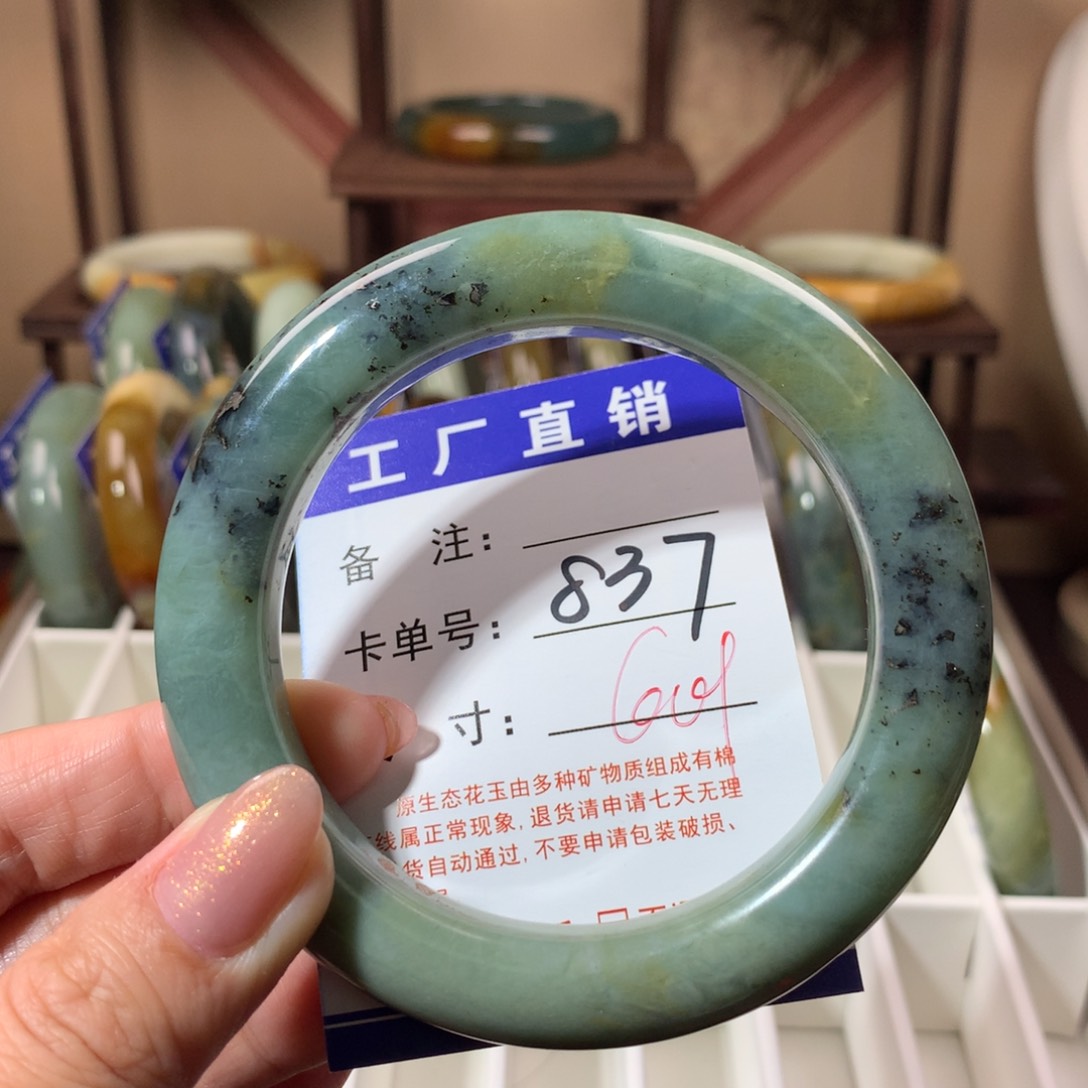 工厂直销
备 注：
卡单号：837
寸：
原生态花玉由多种矿物质组成有棉
线属正常现象，退货请申请七天无理
货自动通过，不要申请包装破损、